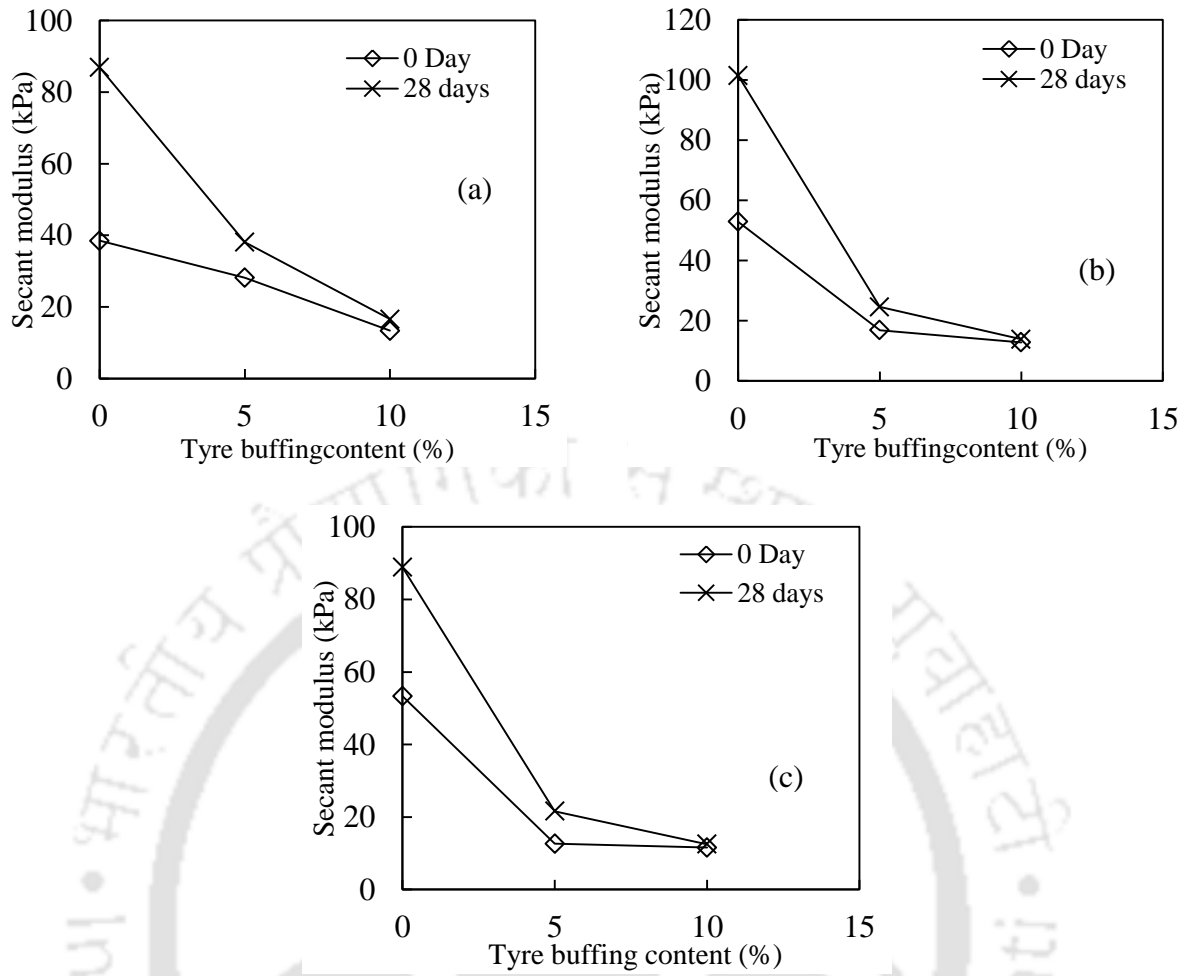 100
80
60
40
20
0
0 5 10 15
Secant modulus (kPa)
Tyre buffingcontent (%)
0 Day
28 days
(a)
120
100
80
60
40
20
0
0 5 10 15
Secant modulus (kPa)
Tyre buffingcontent (%)
0 Day
28 days
(b)
100
80
60
40
20
0
0 5 10 15
Secant modulus (kPa)
Tyre buffing content (%)
0 Day
28 days
(c)